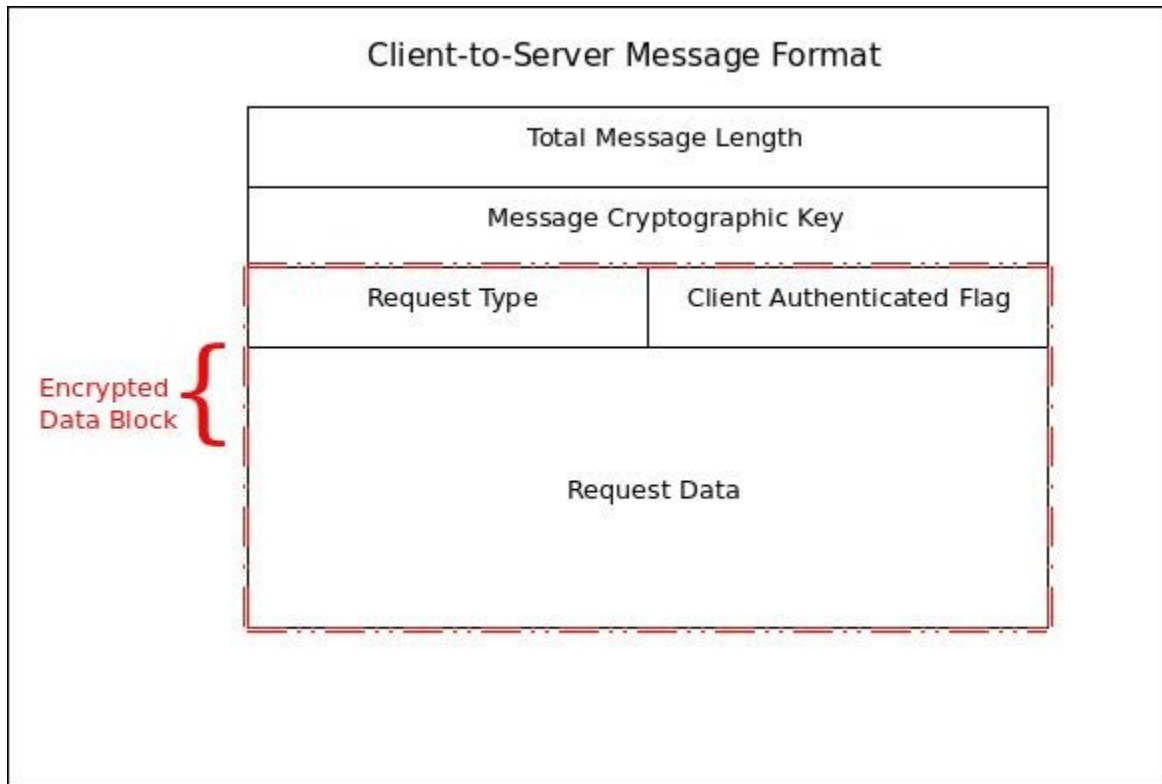 Client-to-Server Message Format
Total Message Length
Message Cryptographic Key
Request Type
Client Authenticated Flag
Encrypted
Data Block
Request Data